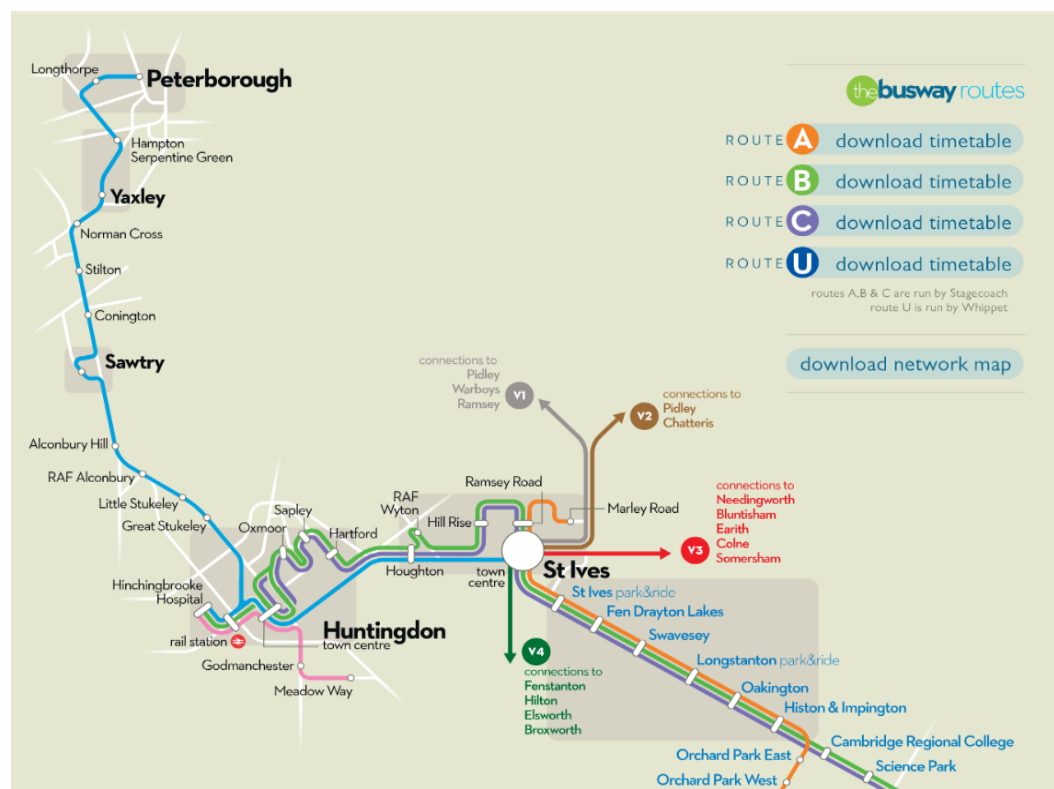 Longthorpe
Peterborough
Hampton
Serpentine Green
Yaxley
Norman Cross
Stilton
Conington
Sawtry
Alconbury Hill
RAF Alconbury
Little Stukeley
Great Stukeley
thebusway routes
ROUTE A download timetable
ROUTE B download timetable
ROUTE C download timetable
ROUTE U download timetable
routes A,B & C are run by Stagecoach
route U is run by Whippet
download network map
connections to
Pidley
Warboys
Ramsey
V1
V2
connections to
Pidley
Chatteris
Ramsey Road
RAF
Wyton
Hill Rise
Marley Road
Sapley
Oxmoor
Hartford
Houghton
town
centre
St Ives
V3
connections to
Needingworth
Bluntisham
Earith
Colne
Somersham
Hinchingbrooke
Hospital
rail station
Huntingdon
town centre
Godmanchester
Meadow Way
V4
connections to
Fenstanton
Hilton
Elsworth
Broxworth
St Ives park&ride
Fen Drayton Lakes
Swavesey
Longstanton park&ride
Oakington
Histon & Impington
Cambridge Regional College
Orchard Park East
Science Park
Orchard Park West